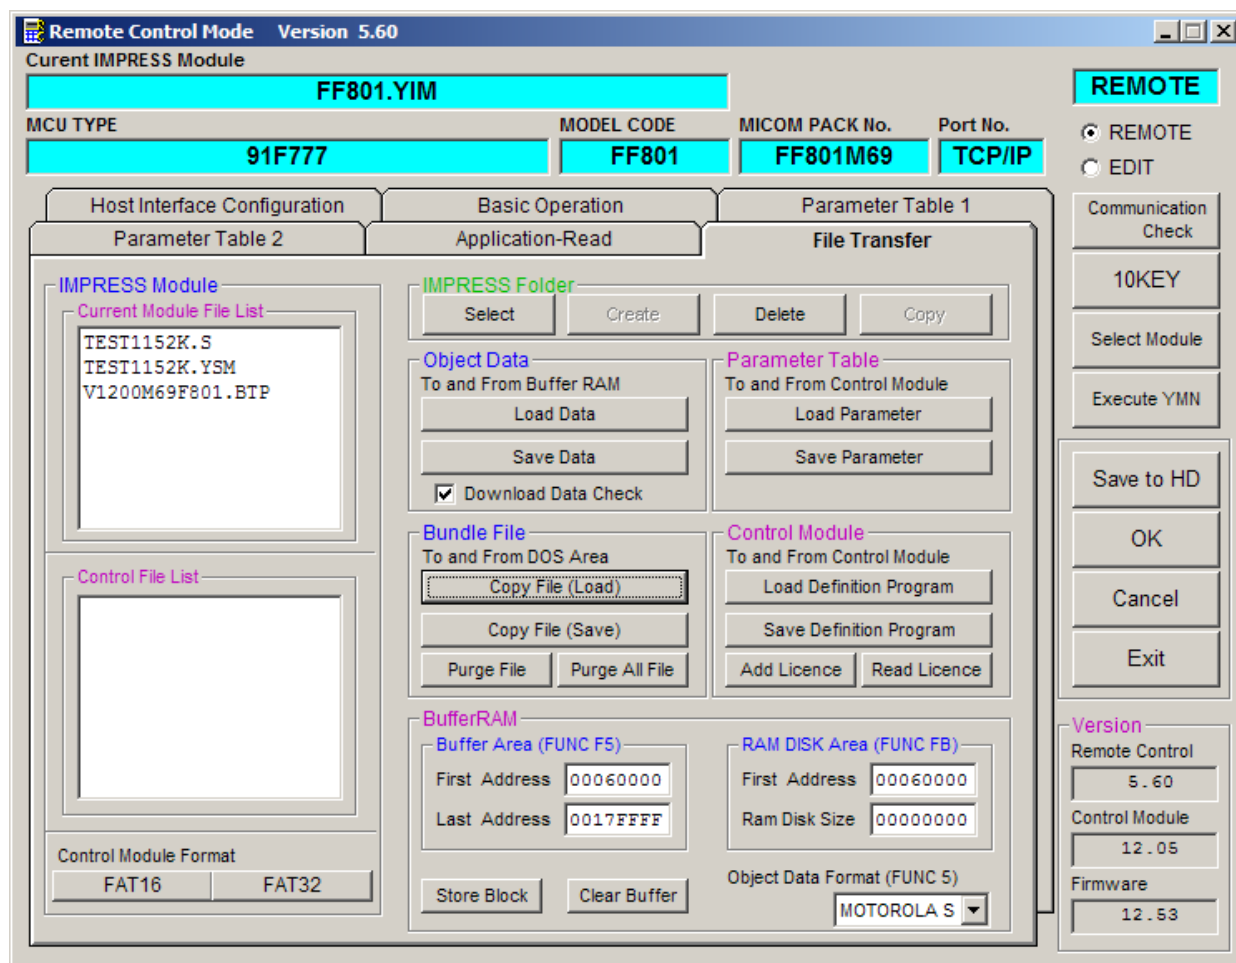 Remote Control Mode Version 5.60
Curent IMPRESS Module
FF801.YIM
REMOTE
MCU TYPE MODEL CODE MICOM PACK No. Port No.
91F777 FF801 FF801M69 TCP/IP
REMOTE
EDIT
Host Interface Configuration Basic Operation Parameter Table 1
Parameter Table 2 Application-Read File Transfer
Communication Check
10KEY
Select Module
Execute YMN
IMPRESS Module
Current Module File List
TEST1152K.S
TEST1152K.YSM
V1200M69F801.BTP
Control File List
Control Module Format
FAT16 FAT32
IMPRESS Folder
Select Create Delete Copy
Object Data
To and From Buffer RAM
Load Data
Save Data
Download Data Check
Parameter Table
To and From Control Module
Load Parameter
Save Parameter
Bundle File
To and From DOS Area
Copy File (Load)
Copy File (Save)
Purge File Purge All File
Control Module
To and From Control Module
Load Definition Program
Save Definition Program
Add Licence Read Licence
BufferRAM
Buffer Area (FUNC F5)
First Address 00060000
Last Address 0017FFFF
RAM DISK Area (FUNC FB)
First Address 00060000
Ram Disk Size 00000000
Store Block Clear Buffer
Object Data Format (FUNC 5)
MOTOROLA S
Save to HD
OK
Cancel
Exit
Version
Remote Control
5.60
Control Module
12.05
Firmware
12.53